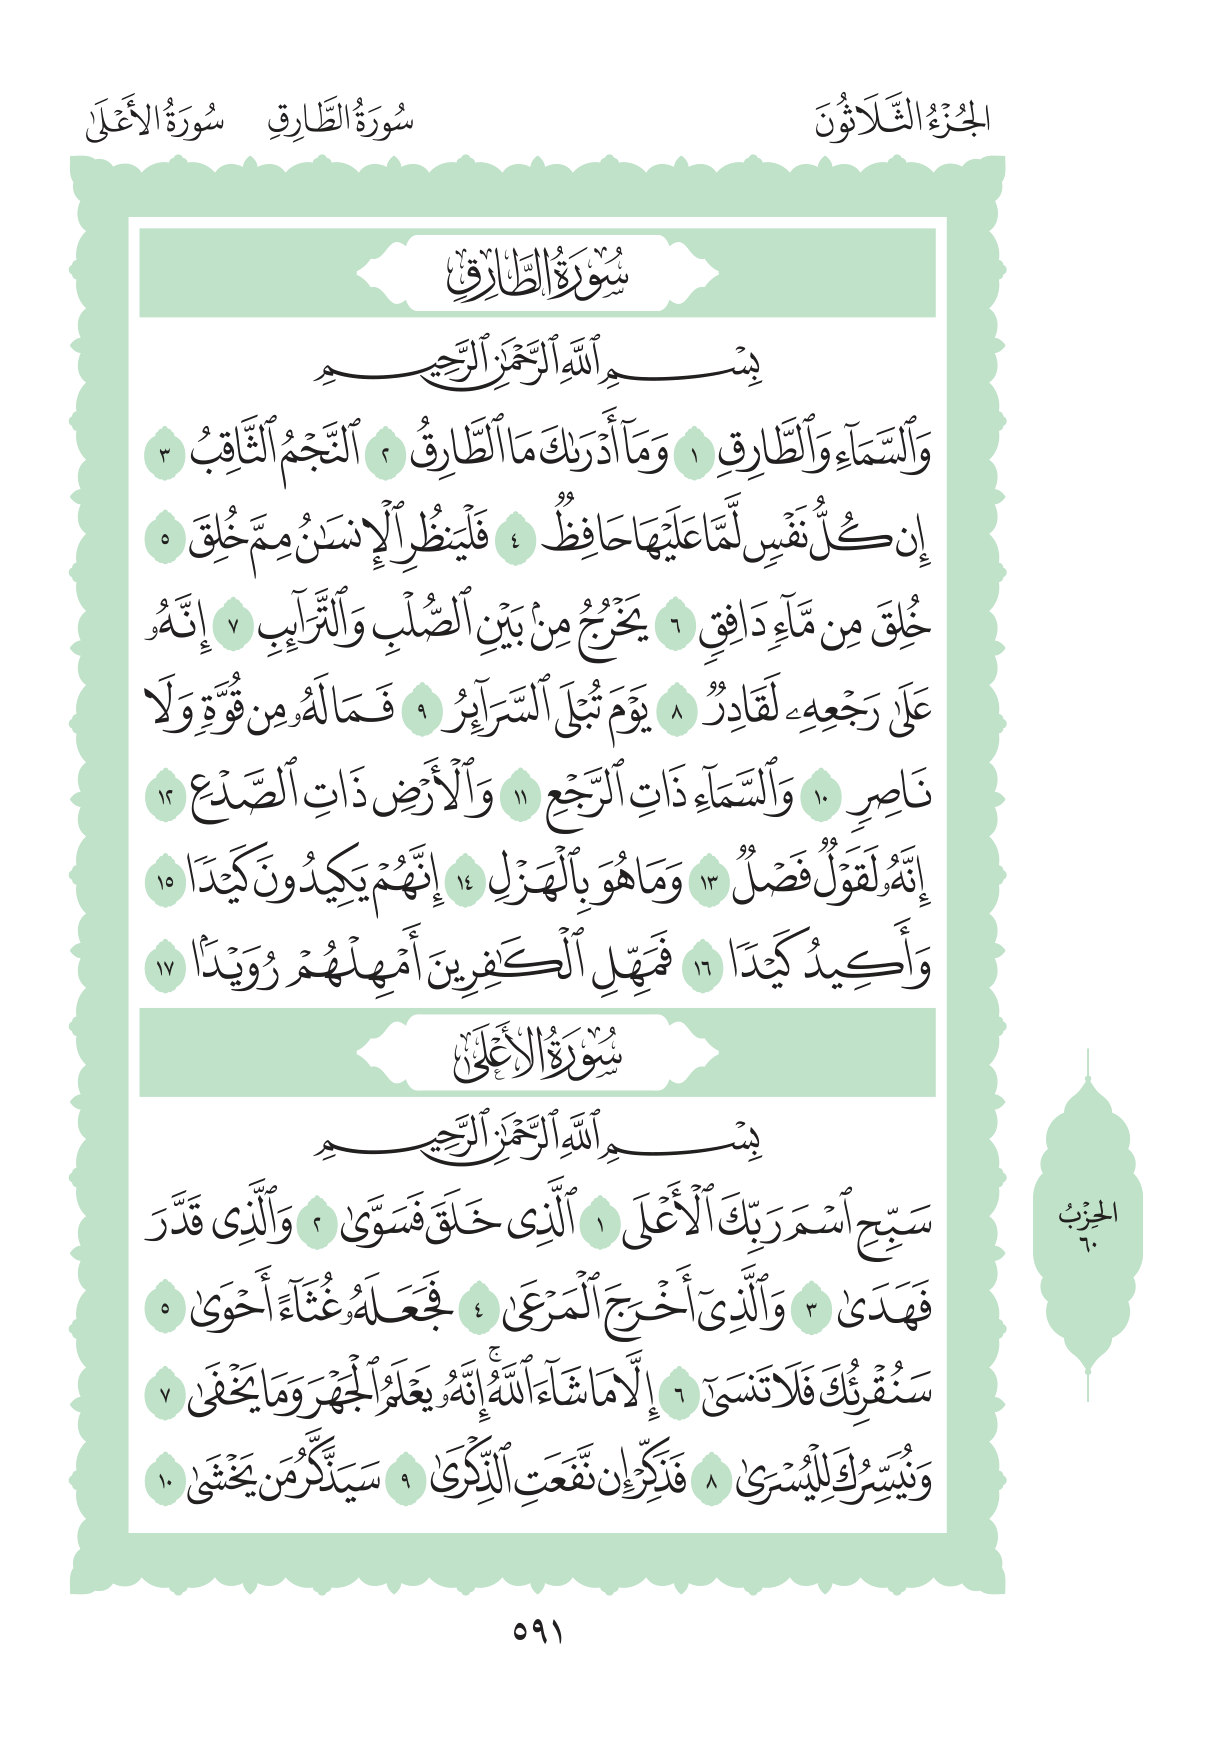 الجُزْءُ الثَّلَاثُونَ سُورَةُ الطَّارِقِ سُورَةُ الأَعْلَىٰ
سُورَةُ الطَّارِقِ
بِسْمِ ٱللَّهِ ٱلرَّحْمَٰنِ ٱلرَّحِيمِ
وَٱلسَّمَآءِ وَٱلطَّارِقِ ١ وَمَآ أَدْرَىٰكَ مَا ٱلطَّارِقُ ٢ ٱلنَّجْمُ ٱلثَّاقِبُ ٣
إِن كُلُّ نَفْسٍ لَّمَّا عَلَيْهَا حَافِظٌ ٤ فَلْيَنظُرِ ٱلْإِنسَـٰنُ مِمَّ خُلِقَ ٥
خُلِقَ مِن مَّآءٍ دَافِقٍ ٦ يَخْرُجُ مِنۢ بَيْنِ ٱلصُّلْبِ وَٱلتَّرَآئِبِ ٧ إِنَّهُۥ
عَلَىٰ رَجْعِهِۦ لَقَادِرٌ ٨ يَوْمَ تُبْلَى ٱلسَّرَآئِرُ ٩ فَمَا لَهُۥ مِن قُوَّةٍ وَلَا
نَاصِرٍ ١٠ وَٱلسَّمَآءِ ذَاتِ ٱلرَّجْعِ ١١ وَٱلْأَرْضِ ذَاتِ ٱلصَّدْعِ ١٢
إِنَّهُۥ لَقَوْلٌ فَصْلٌ ١٣ وَمَا هُوَ بِٱلْهَزْلِ ١٤ إِنَّهُمْ يَكِيدُونَ كَيْدًا ١٥
وَأَكِيدُ كَيْدًا ١٦ فَمَهِّلِ ٱلْكَـٰفِرِينَ أَمْهِلْهُمْ رُوَيْدًۢا ١٧
سُورَةُ الأَعْلَىٰ
بِسْمِ ٱللَّهِ ٱلرَّحْمَٰنِ ٱلرَّحِيمِ
سَبِّحِ ٱسْمَ رَبِّكَ ٱلْأَعْلَى ١ ٱلَّذِى خَلَقَ فَسَوَّىٰ ٢ وَٱلَّذِى قَدَّرَ
فَهَدَىٰ ٣ وَٱلَّذِىٓ أَخْرَجَ ٱلْمَرْعَىٰ ٤ فَجَعَلَهُۥ غُثَآءً أَحْوَىٰ ٥
سَنُقْرِئُكَ فَلَا تَنسَىٰٓ ٦ إِلَّا مَا شَآءَ ٱللَّهُ ۚ إِنَّهُۥ يَعْلَمُ ٱلْجَهْرَ وَمَا يَخْفَىٰ ٧
وَنُيَسِّرُكَ لِلْيُسْرَىٰ ٨ فَذَكِّرْ إِن نَّفَعَتِ ٱلذِّكْرَىٰ ٩ سَيَذَّكَّرُ مَن يَخْشَىٰ ١٠
الحِزْبُ
٦٠
٥٩١